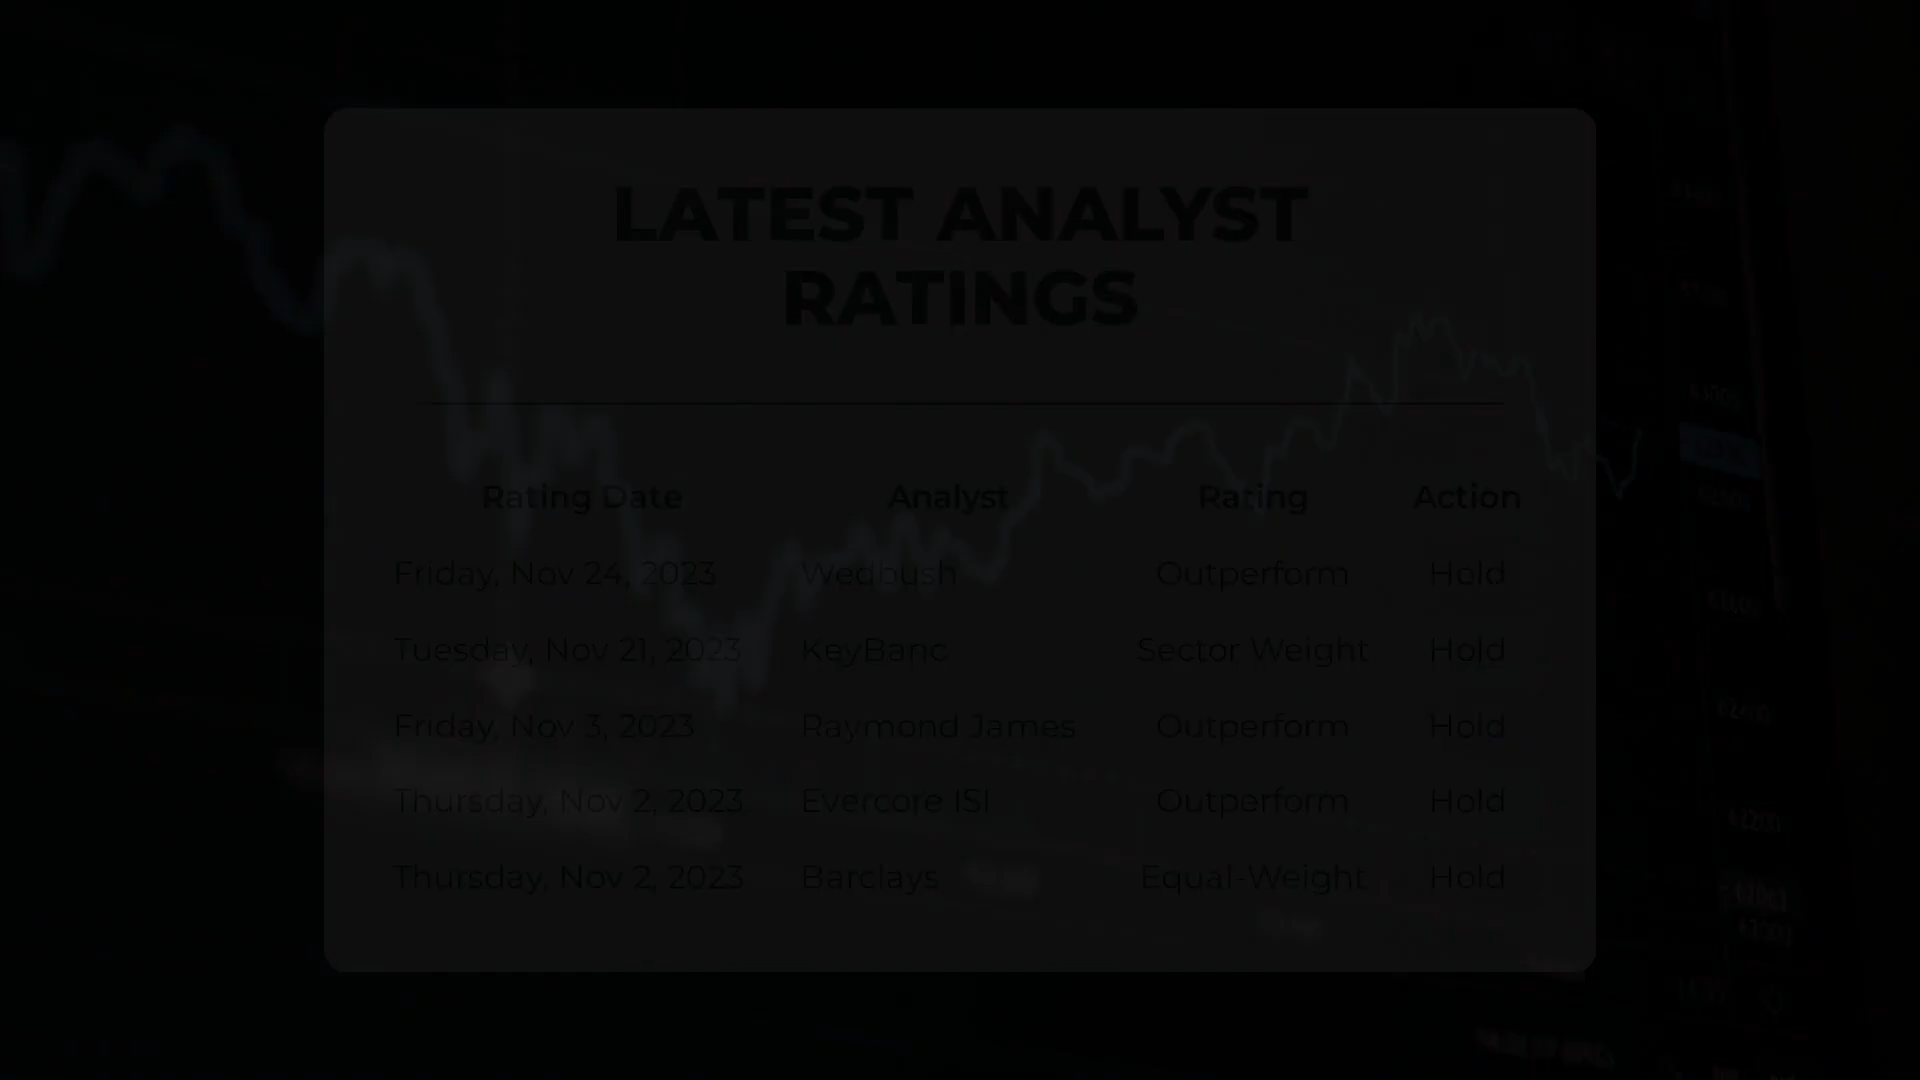 LATEST ANALYST
RATINGS
Rating Date Analyst Rating Action
Friday, Nov 24, 2023 Wedbush Outperform Hold
Tuesday, Nov 21, 2023 KeyBanc Sector Weight Hold
Friday, Nov 3, 2023 Raymond James Outperform Hold
Thursday, Nov 2, 2023 Evercore ISI Outperform Hold
Thursday, Nov 2, 2023 Barclays Equal-Weight Hold